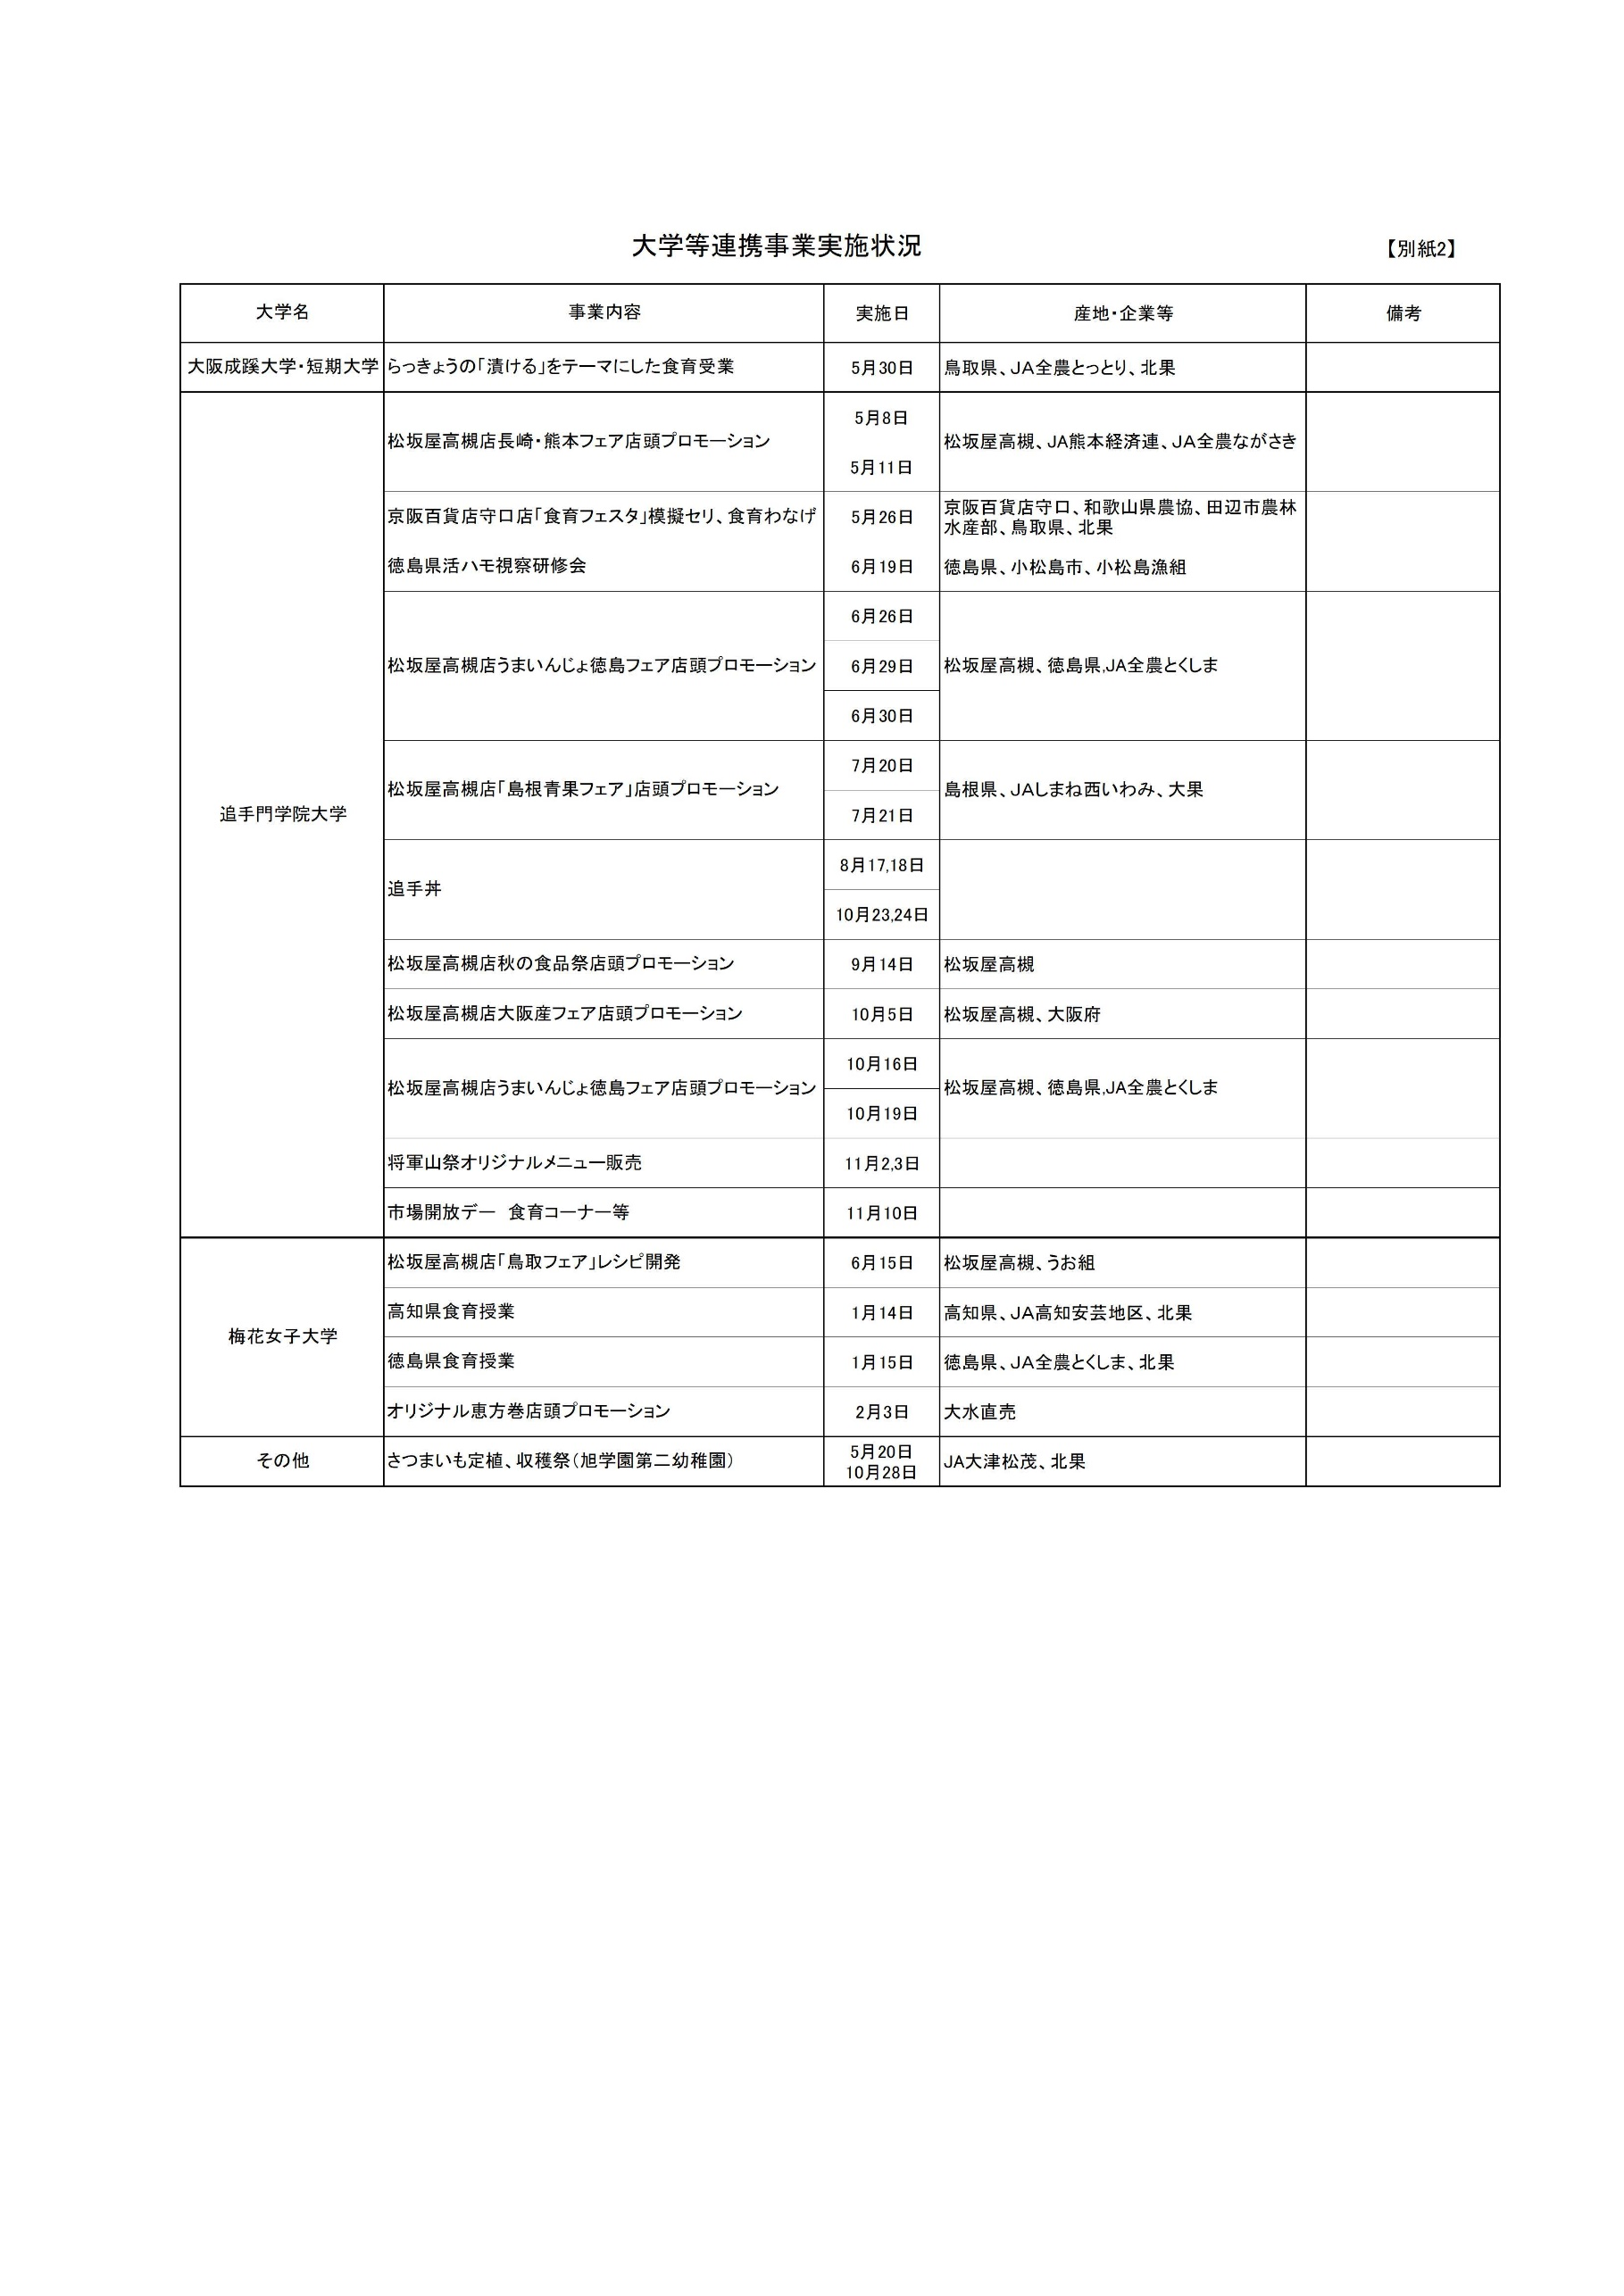 大学等連携事業実施状況
【別紙2】
大学名 事業内容 実施日 産地・企業等 備考
大阪成蹊大学・短期大学 らっきょうの「漬ける」をテーマにした食育受業 5月30日 鳥取県、JA全農とっとり、北果
追手門学院大学
松坂屋高槻店長崎・熊本フェア店頭プロモーション
5月8日
5月11日
松坂屋高槻、JA熊本経済連、JA全農ながさき
京阪百貨店守口店「食育フェスタ」模擬セリ、食育わなげ 5月26日
京阪百貨店守口、和歌山県農協、田辺市農林
水産部、鳥取県、北果
徳島県活ハモ視察研修会 6月19日 徳島県、小松島市、小松島漁組
松坂屋高槻店うまいんじょ徳島フェア店頭プロモーション
6月26日
6月29日
6月30日
松坂屋高槻、徳島県,JA全農とくしま
松坂屋高槻店「島根青果フェア」店頭プロモーション
7月20日
7月21日
島根県、JAしまね西いわみ、大果
追手丼
8月17,18日
10月23,24日
松坂屋高槻店秋の食品祭店頭プロモーション 9月14日 松坂屋高槻
松坂屋高槻店大阪産フェア店頭プロモーション 10月5日 松坂屋高槻、大阪府
松坂屋高槻店うまいんじょ徳島フェア店頭プロモーション
10月16日
10月19日
松坂屋高槻、徳島県,JA全農とくしま
将軍山祭オリジナルメニュー販売 11月2,3日
市場開放デー　食育コーナー等 11月10日
梅花女子大学
松坂屋高槻店「鳥取フェア」レシピ開発 6月15日 松坂屋高槻、うお組
高知県食育授業 1月14日 高知県、JA高知安芸地区、北果
徳島県食育授業 1月15日 徳島県、JA全農とくしま、北果
オリジナル恵方巻店頭プロモーション 2月3日 大水直売
その他 さつまいも定植、収穫祭（旭学園第二幼稚園）
5月20日
10月28日
JA大津松茂、北果